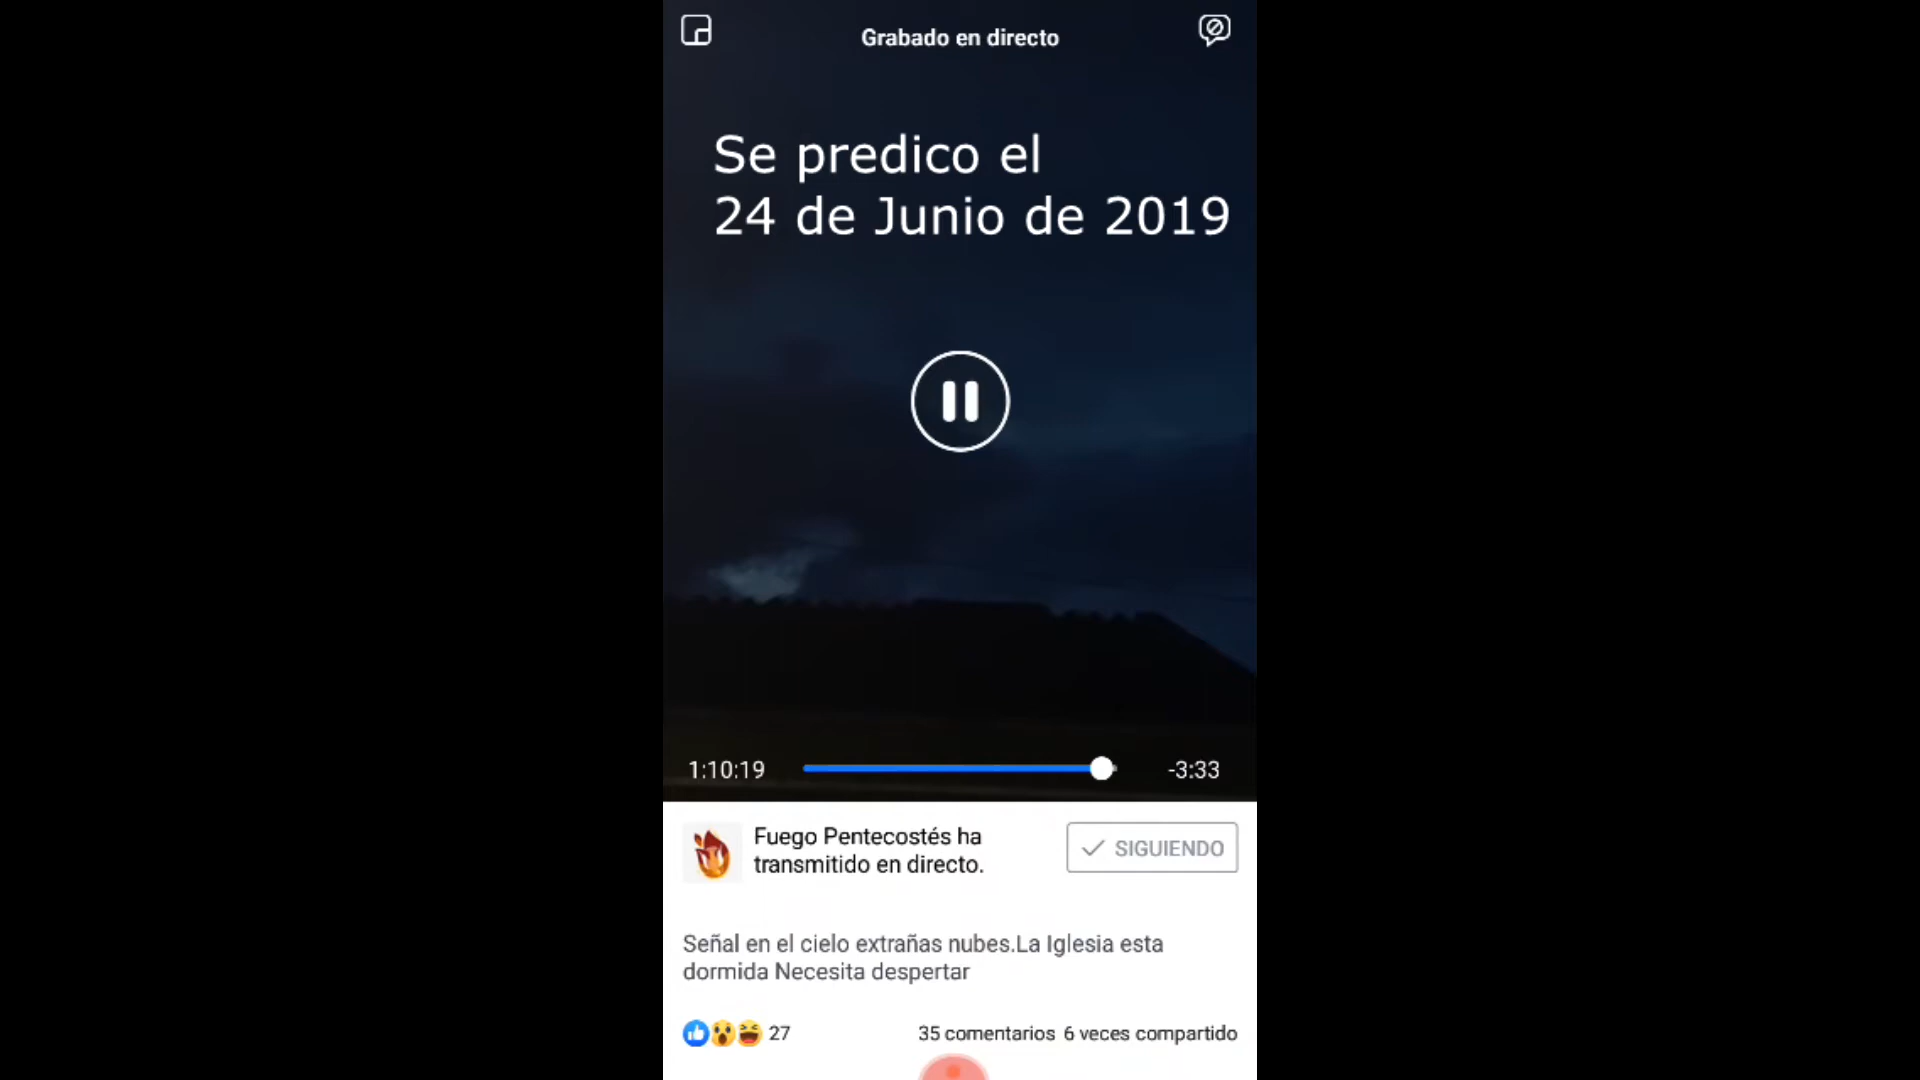 Grabado en directo
Se predico el
24 de Junio de 2019
1:10:19
-3:33
Fuego Pentecostés ha
transmitido en directo.
SIGUIENDO
Señal en el cielo extrañas nubes.La Iglesia esta
dormida Necesita despertar
27
35 comentarios 6 veces compartido